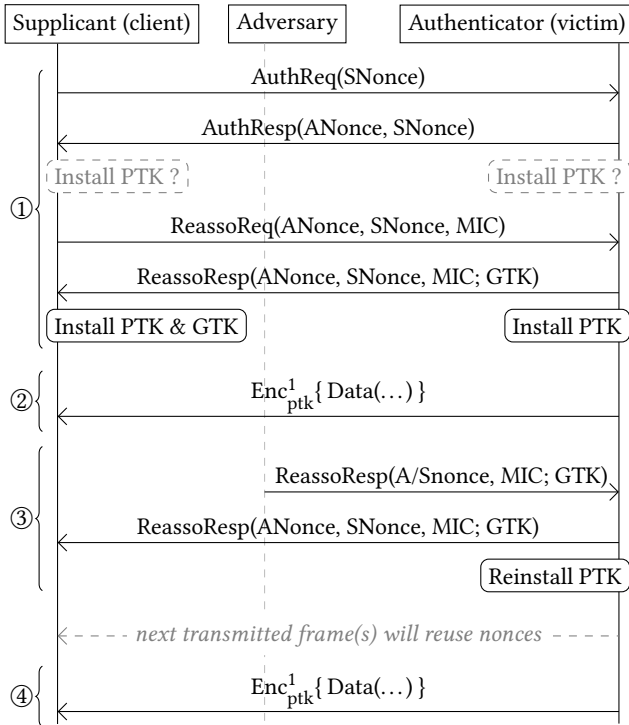 Supplicant (client) Adversary Authenticator (victim)
AuthReq(SNonce)
AuthResp(ANonce, SNonce)
Install PTK ? Install PTK ?
①
ReassoReq(ANonce, SNonce, MIC)
ReassoResp(ANonce, SNonce, MIC; GTK)
Install PTK & GTK Install PTK
② Enc¹ptk{ Data(…) }
ReassoResp(A/Snonce, MIC; GTK)
③
ReassoResp(ANonce, SNonce, MIC; GTK)
Reinstall PTK
next transmitted frame(s) will reuse nonces
④ Enc¹ptk{ Data(…) }